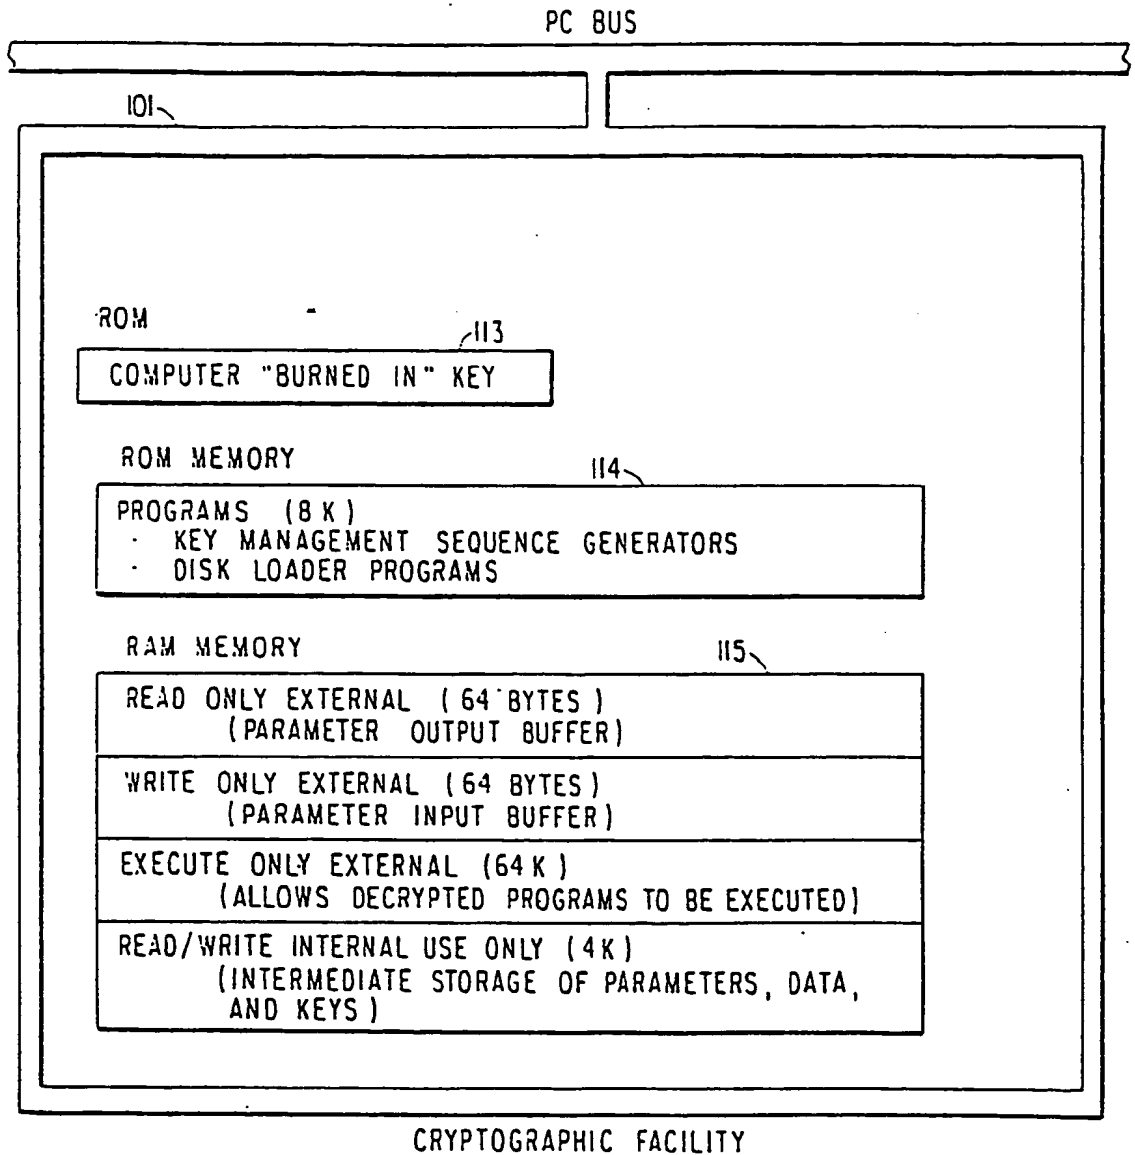 PC BUS
101
ROM
113
COMPUTER "BURNED IN" KEY
ROM MEMORY
114
PROGRAMS (8K)
· KEY MANAGEMENT SEQUENCE GENERATORS
· DISK LOADER PROGRAMS
RAM MEMORY
115
READ ONLY EXTERNAL (64 BYTES)
(PARAMETER OUTPUT BUFFER)
WRITE ONLY EXTERNAL (64 BYTES)
(PARAMETER INPUT BUFFER)
EXECUTE ONLY EXTERNAL (64K)
(ALLOWS DECRYPTED PROGRAMS TO BE EXECUTED)
READ/WRITE INTERNAL USE ONLY (4K)
(INTERMEDIATE STORAGE OF PARAMETERS, DATA,
AND KEYS)
CRYPTOGRAPHIC FACILITY